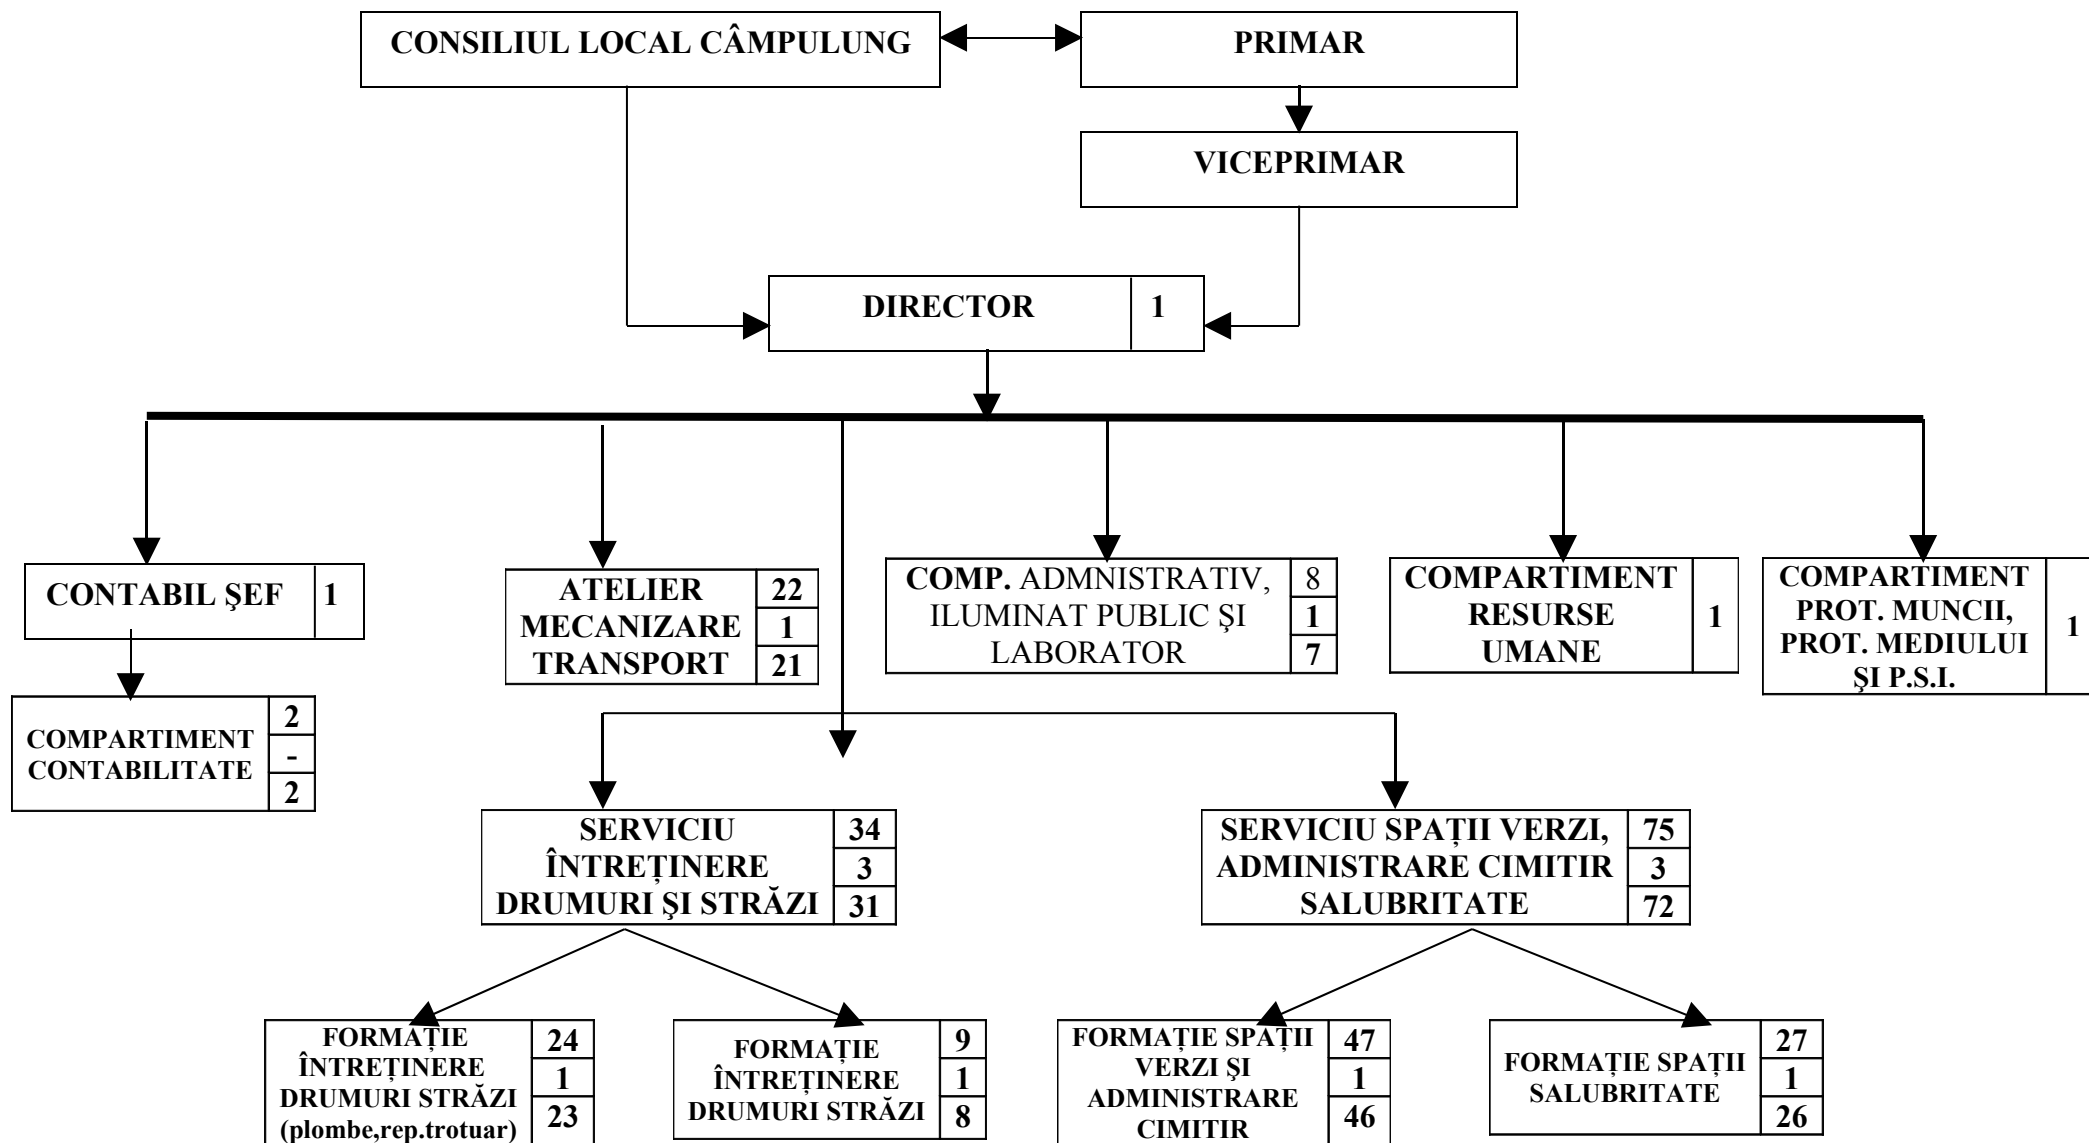 CONSILIUL LOCAL CÂMPULUNG
PRIMAR
VICEPRIMAR
DIRECTOR
1
CONTABIL ŞEF
1
ATELIER
MECANIZARE
TRANSPORT
22
1
21
COMP. ADMNISTRATIV,
ILUMINAT PUBLIC ŞI
LABORATOR
8
1
7
COMPARTIMENT
RESURSE
UMANE
1
COMPARTIMENT
PROT. MUNCII,
PROT. MEDIULUI
ŞI P.S.I.
1
COMPARTIMENT
CONTABILITATE
2
-
2
SERVICIU
ÎNTREȚINERE
DRUMURI ŞI STRĂZI
34
3
31
SERVICIU SPAȚII VERZI,
ADMINISTRARE CIMITIR
SALUBRITATE
75
3
72
FORMAȚIE
ÎNTREȚINERE
DRUMURI STRĂZI
(plombe,rep.trotuar)
24
1
23
FORMAȚIE
ÎNTREȚINERE
DRUMURI STRĂZI
9
1
8
FORMAȚIE SPAȚII
VERZI ŞI
ADMINISTRARE
CIMITIR
47
1
46
FORMAȚIE SPAȚII
SALUBRITATE
27
1
26